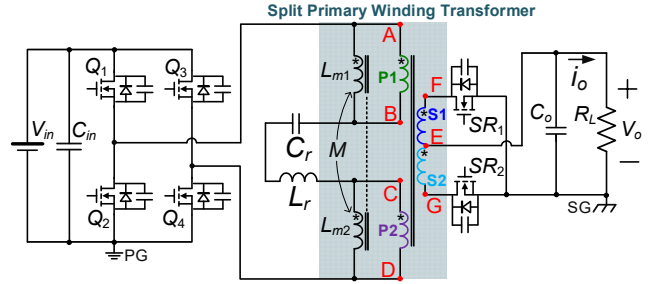 Split Primary Winding Transformer
A
Q1
Q3
Lm1
P1
F
SR1
io
+
Vin
Cin
B
S1
E
Co
RL
Vo
Cr
M
S2
SR2
Q2
Q4
Lr
C
G
SG
Lm2
P2
PG
D